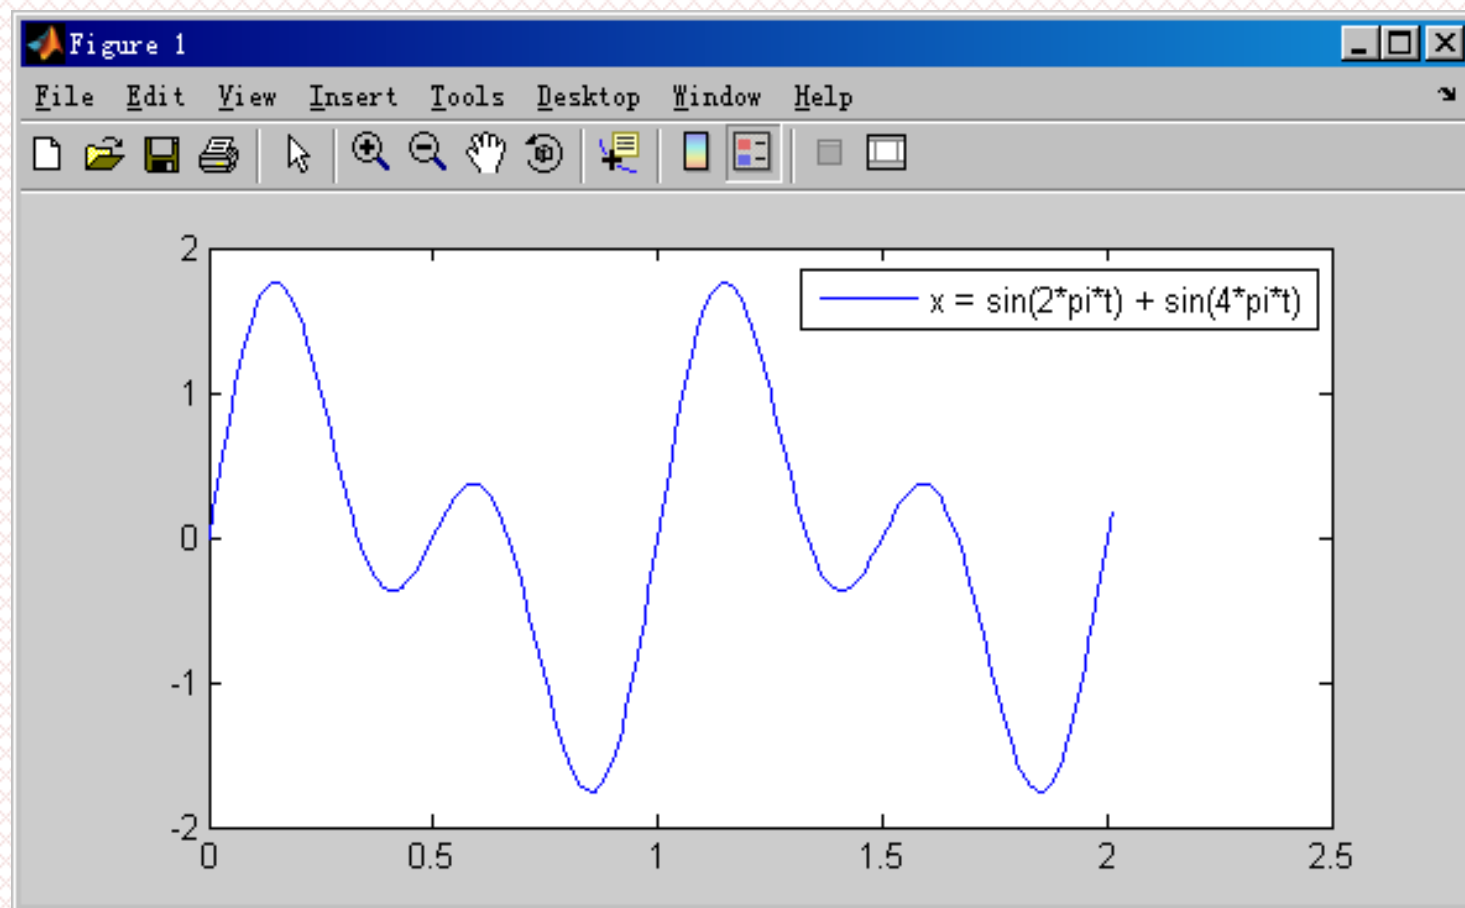 Figure 1
File Edit View Insert Tools Desktop Window Help
2
x = sin(2*pi*t) + sin(4*pi*t)
1
0
-1
-2
0 0.5 1 1.5 2 2.5